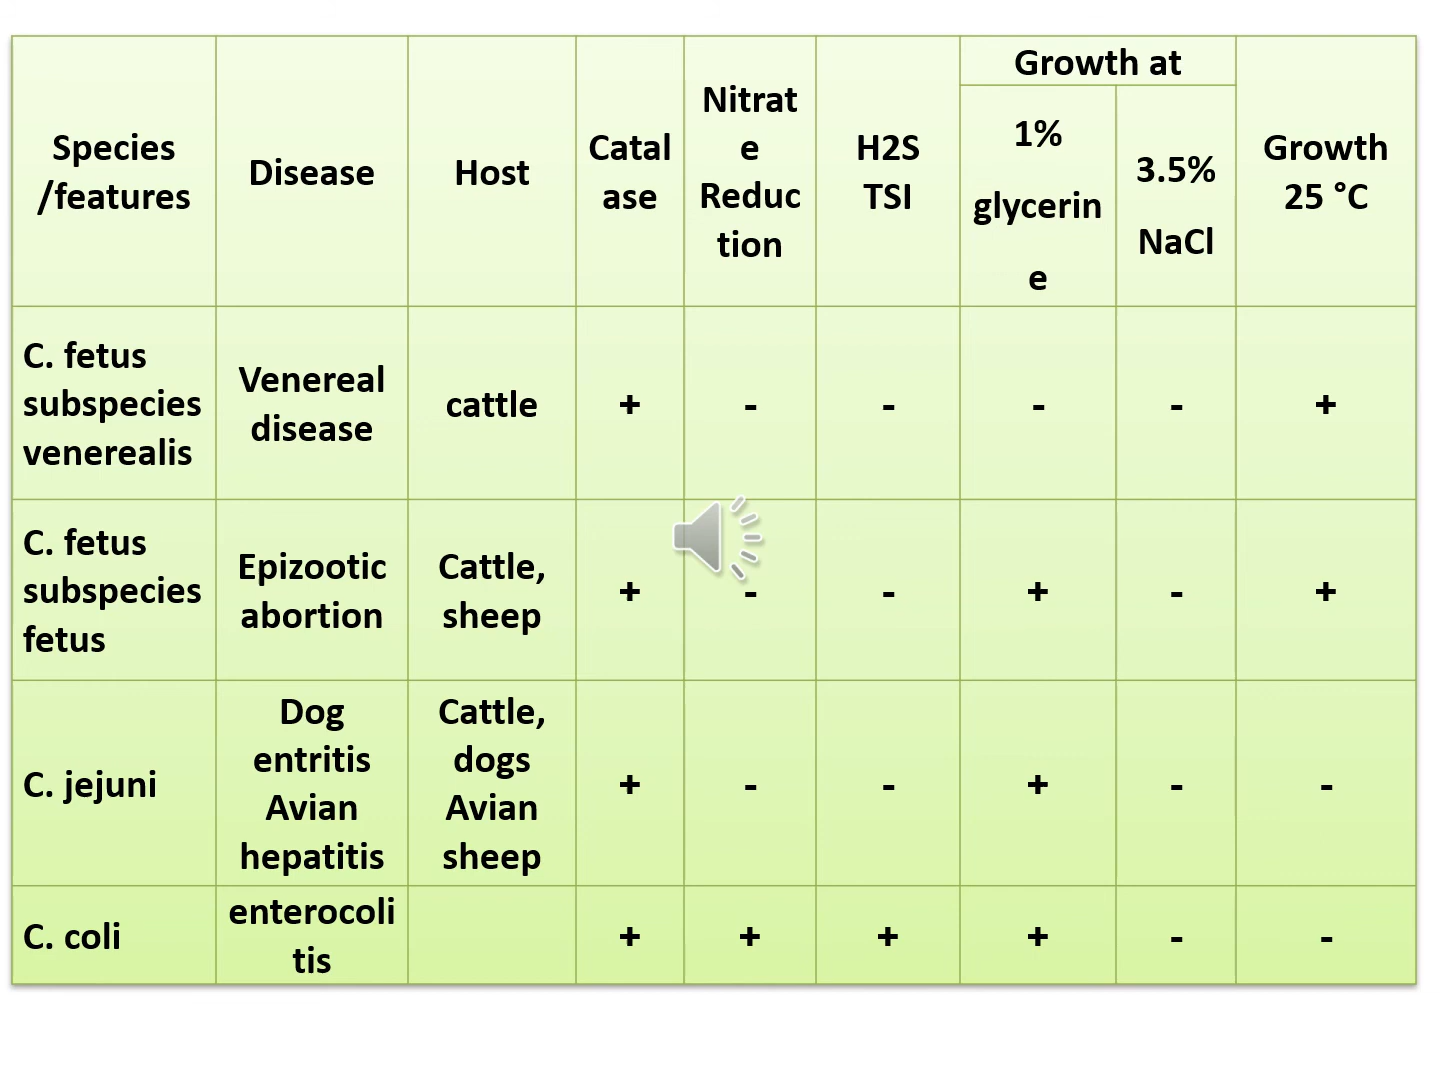 Species
/features
Disease
Host
Catal
ase
Nitrat
e
Reduc
tion
H2S
TSI
Growth at
1%
glycerin
e
3.5%
NaCl
Growth
25 °C
C. fetus
subspecies
venerealis
Venereal
disease
cattle
+
-
-
-
-
+
C. fetus
subspecies
fetus
Epizootic
abortion
Cattle,
sheep
+
-
-
+
-
+
C. jejuni
Dog
entritis
Avian
hepatitis
Cattle,
dogs
Avian
sheep
+
-
-
+
-
-
C. coli
enterocoli
tis
+
+
+
+
-
-